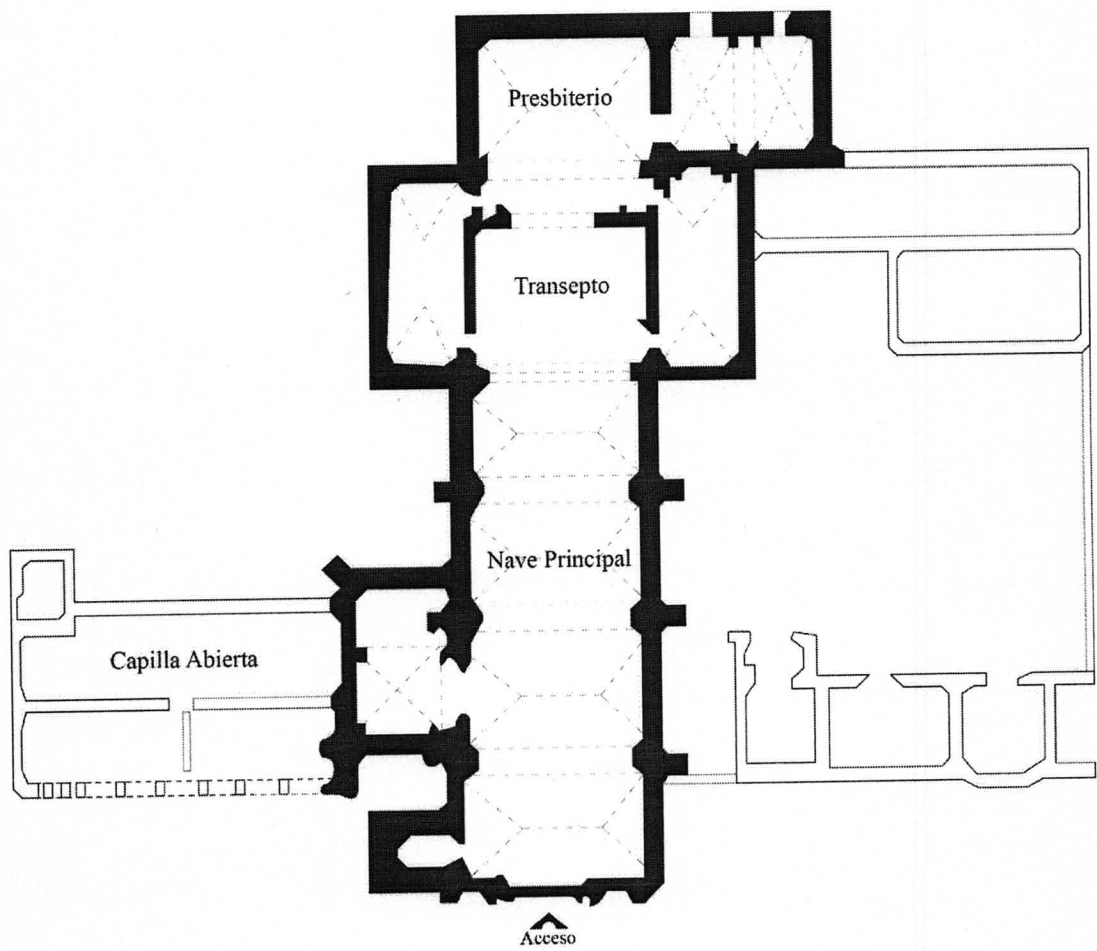 Presbiterio
Transepto
Nave Principal
Capilla Abierta
Acceso